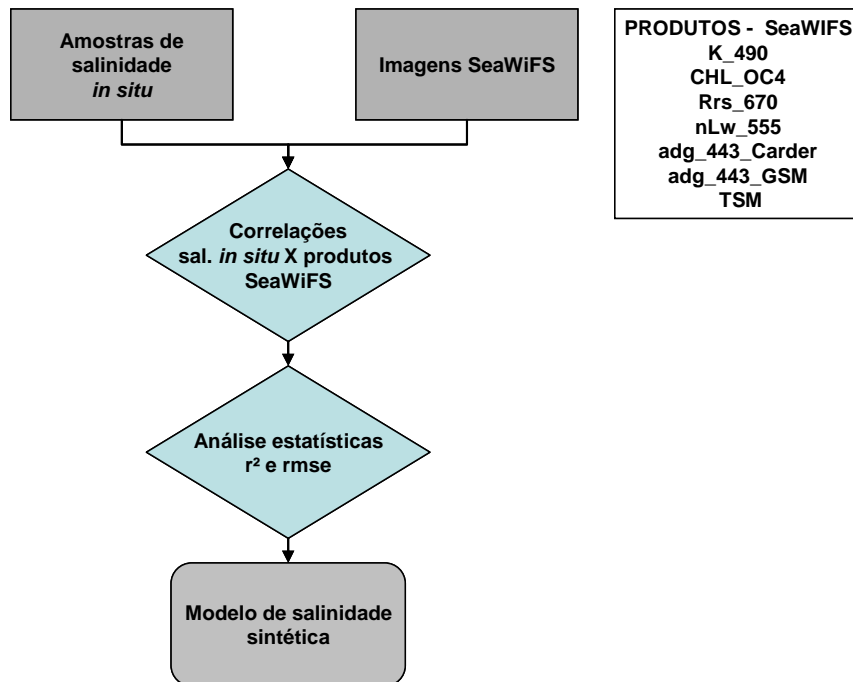 Amostras de
salinidade
in situ
Imagens SeaWiFS
PRODUTOS - SeaWIFS
K_490
CHL_OC4
Rrs_670
nLw_555
adg_443_Carder
adg_443_GSM
TSM
Correlações
sal. in situ X produtos
SeaWiFS
Análise estatísticas
r² e rmse
Modelo de salinidade
sintética